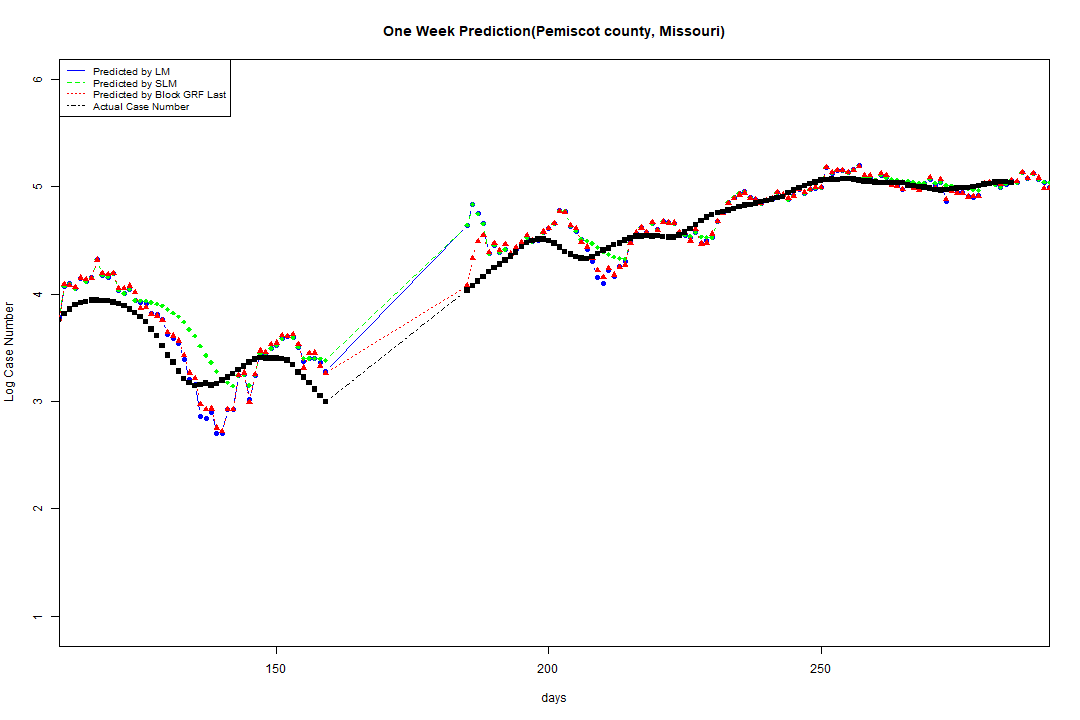 One Week Prediction(Pemiscot county, Missouri)
Predicted by LM
Predicted by SLM
Predicted by Block GRF Last
Actual Case Number
6
5
4
3
2
1
Log Case Number
150
200
250
days